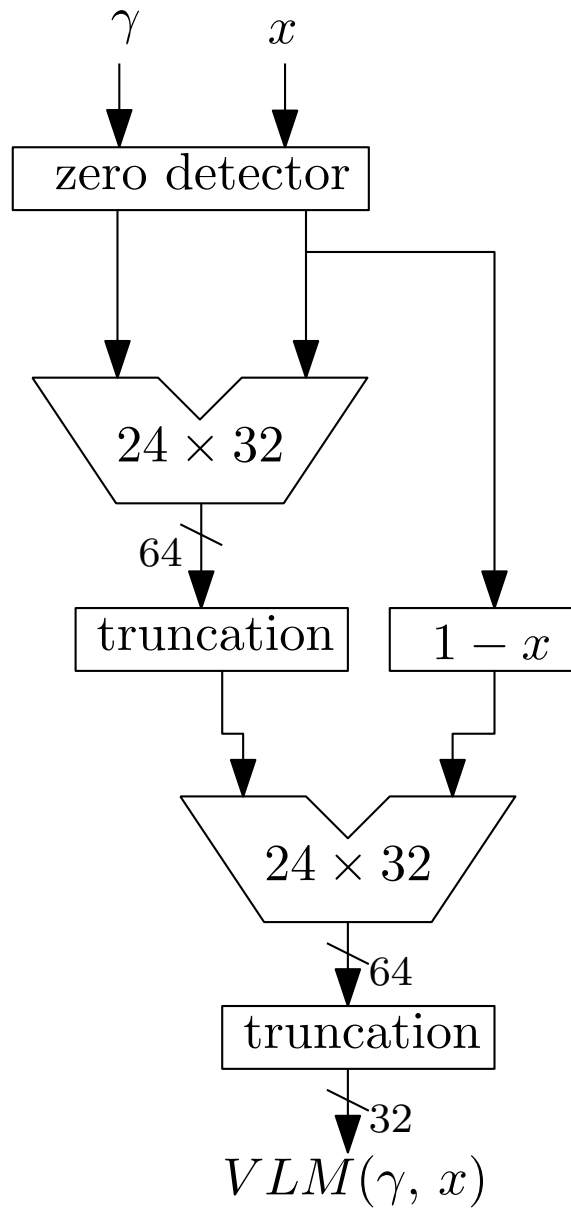 γ x
zero detector
24 × 32
64
truncation 1 − x
24 × 32
64
truncation
32
VLM(γ, x)